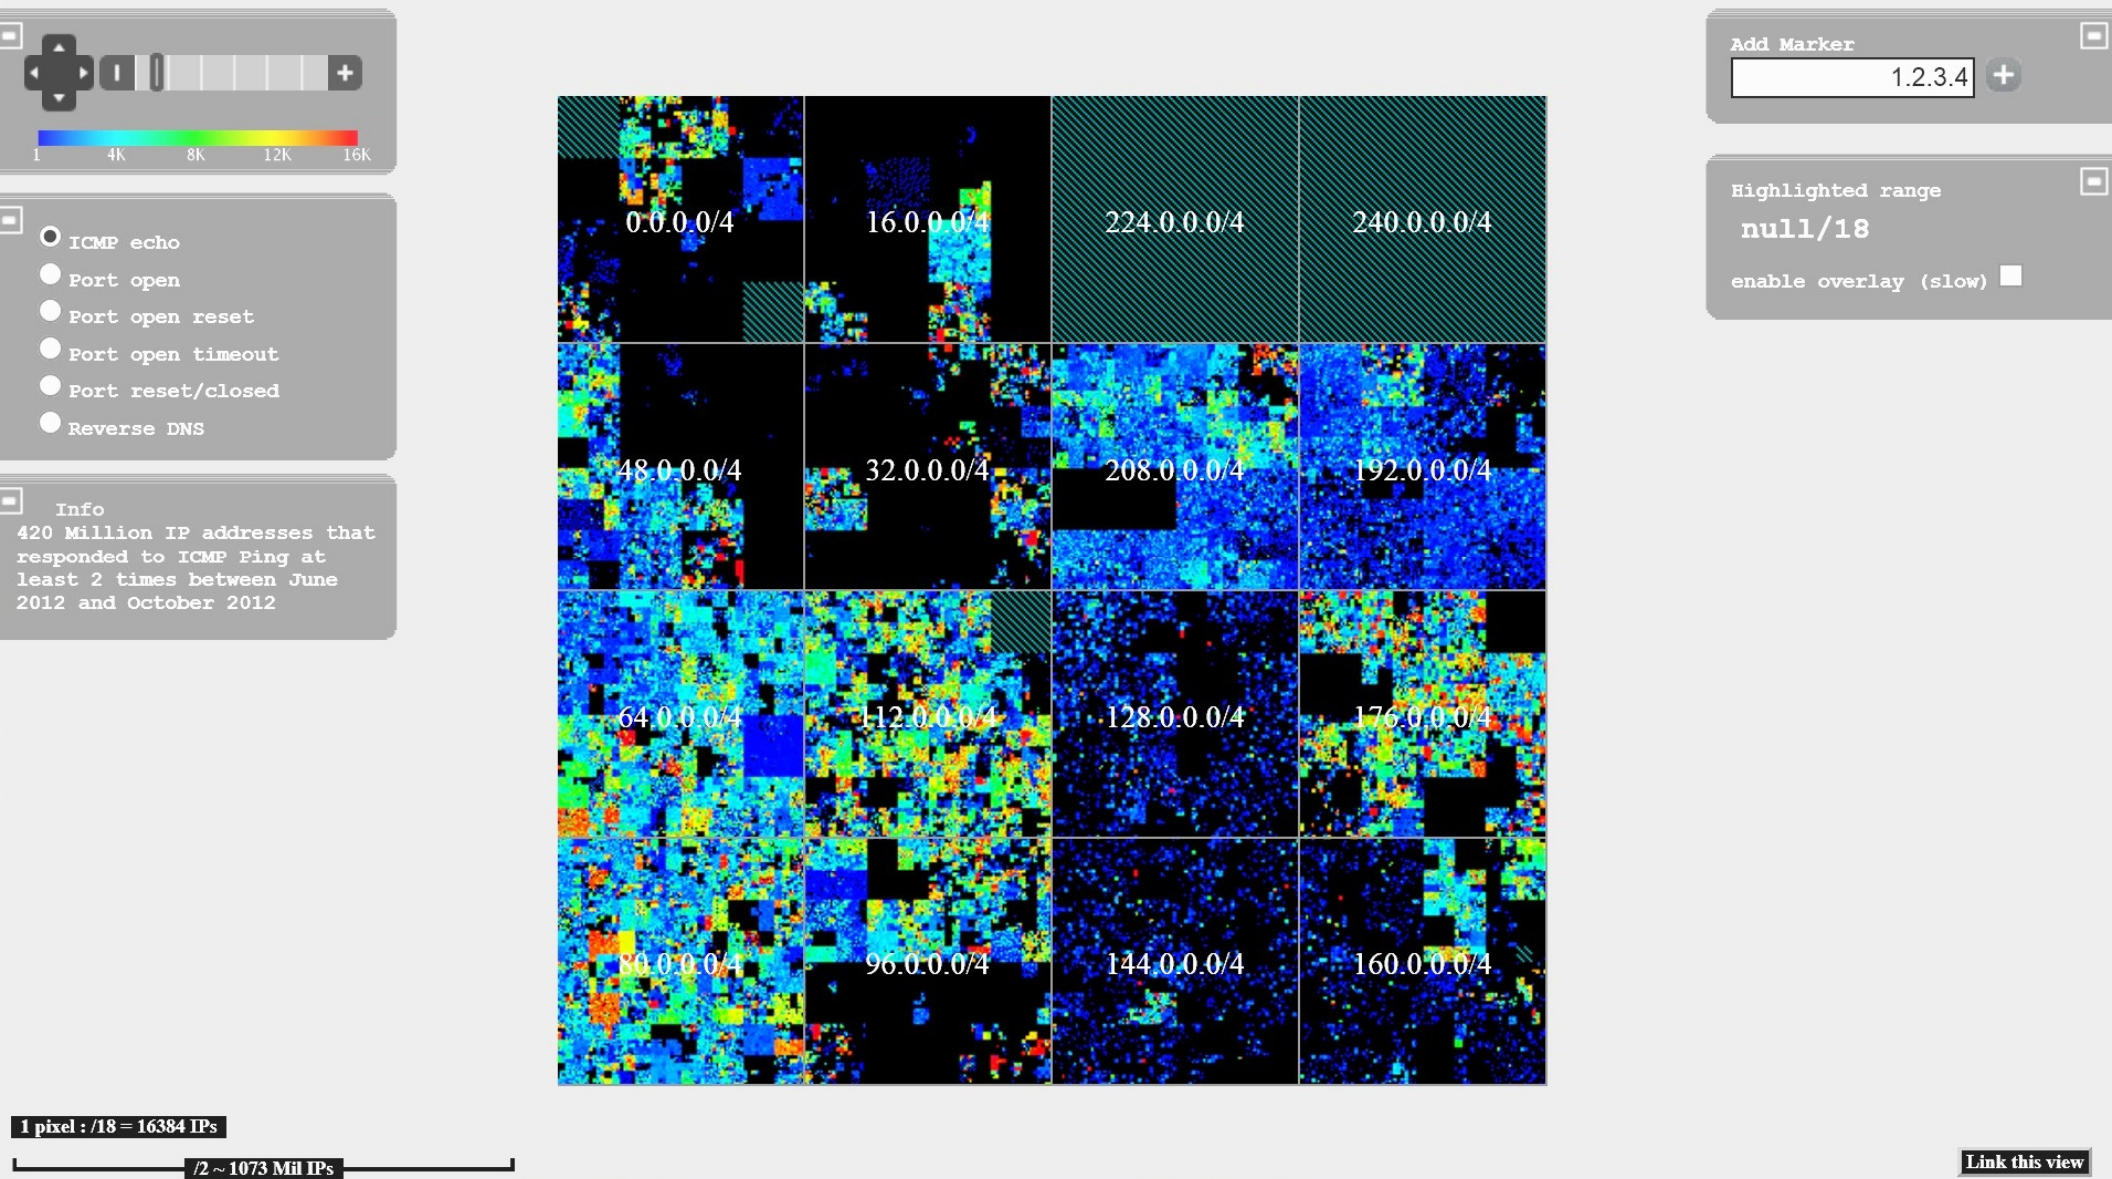 1 4K 8K 12K 16K
ICMP echo
Port open
Port open reset
Port open timeout
Port reset/closed
Reverse DNS
Info
420 Million IP addresses that
responded to ICMP Ping at
least 2 times between June
2012 and October 2012
0.0.0.0/4 16.0.0.0/4 224.0.0.0/4 240.0.0.0/4
48.0.0.0/4 32.0.0.0/4 208.0.0.0/4 192.0.0.0/4
64.0.0.0/4 112.0.0.0/4 128.0.0.0/4 176.0.0.0/4
80.0.0.0/4 96.0.0.0/4 144.0.0.0/4 160.0.0.0/4
Add Marker
1.2.3.4
Highlighted range
null/18
enable overlay (slow)
1 pixel : /18 = 16384 IPs
/2 ~ 1073 Mil IPs
Link this view